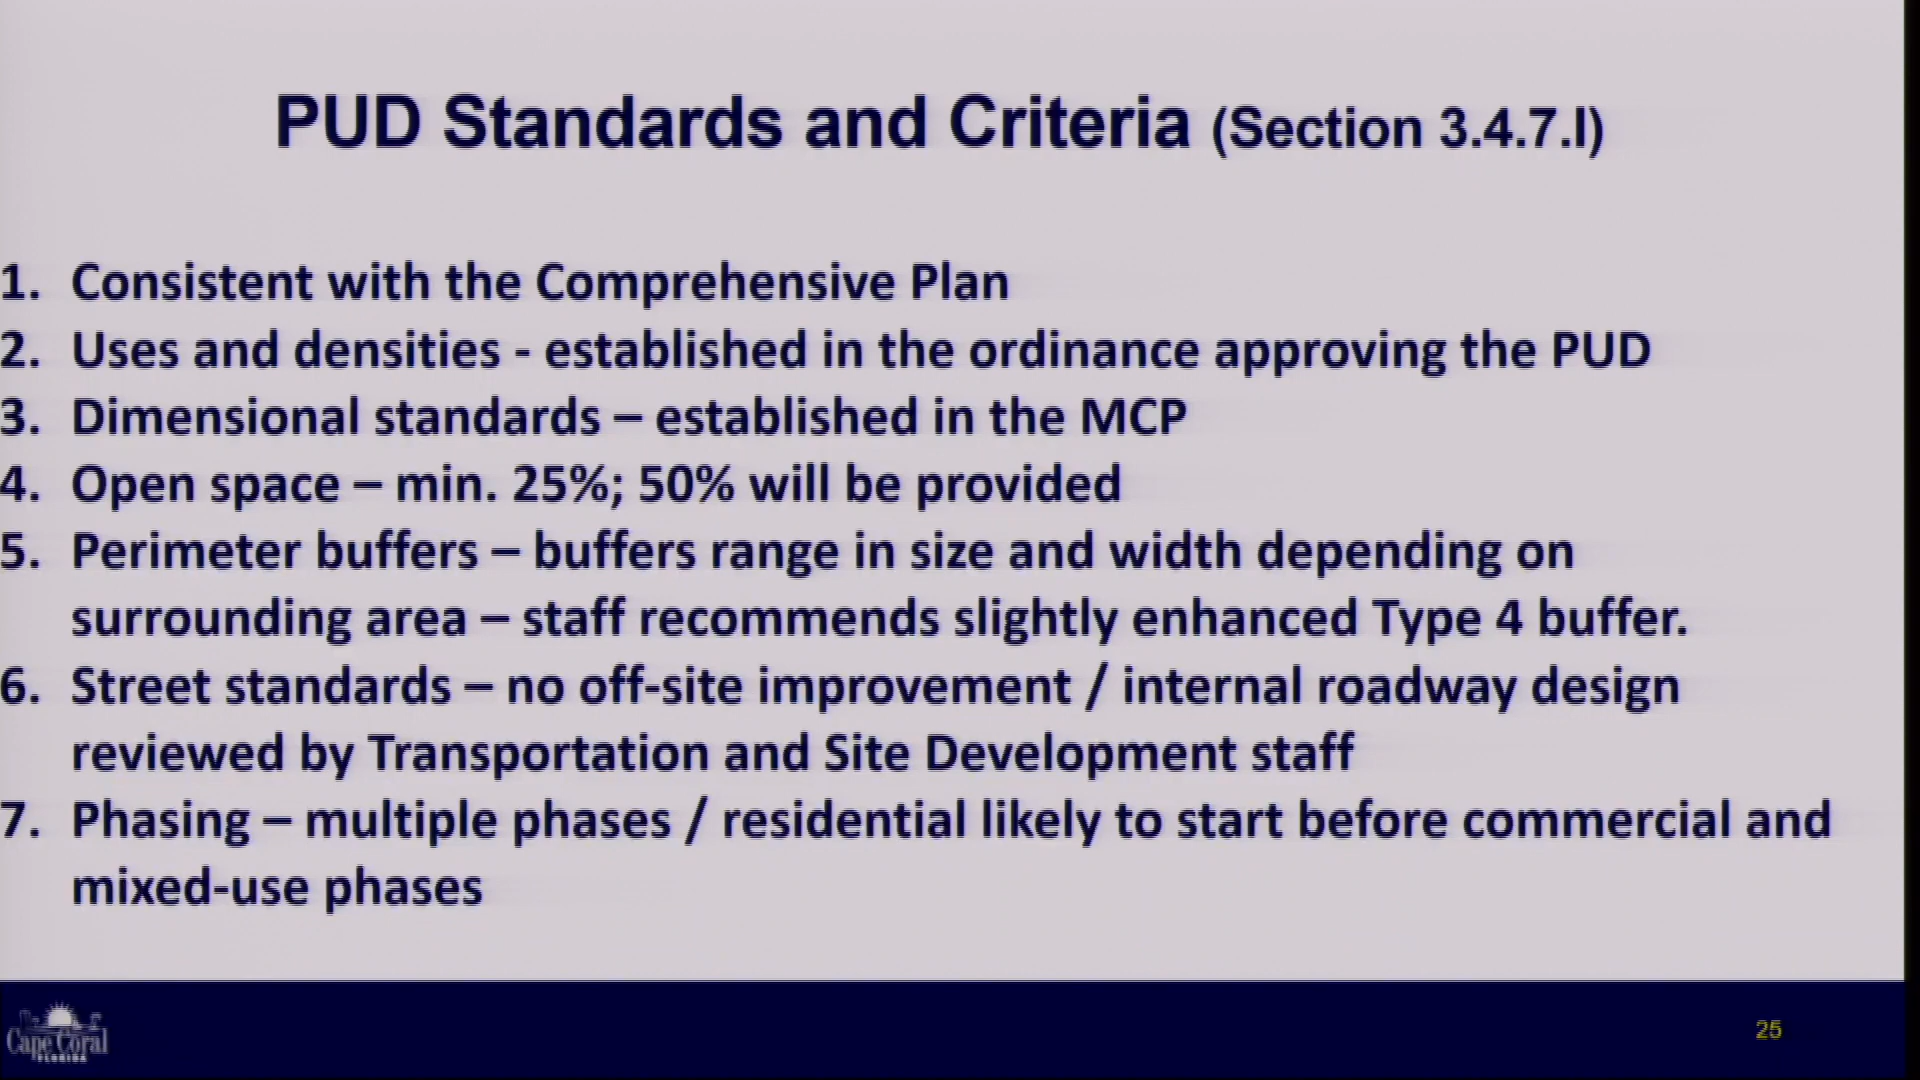 PUD Standards and Criteria (Section 3.4.7.I)
1. Consistent with the Comprehensive Plan
2. Uses and densities - established in the ordinance approving the PUD
3. Dimensional standards – established in the MCP
4. Open space – min. 25%; 50% will be provided
5. Perimeter buffers – buffers range in size and width depending on
surrounding area – staff recommends slightly enhanced Type 4 buffer.
6. Street standards – no off-site improvement / internal roadway design
reviewed by Transportation and Site Development staff
7. Phasing – multiple phases / residential likely to start before commercial and
mixed-use phases
Cape Coral
FLORIDA
25